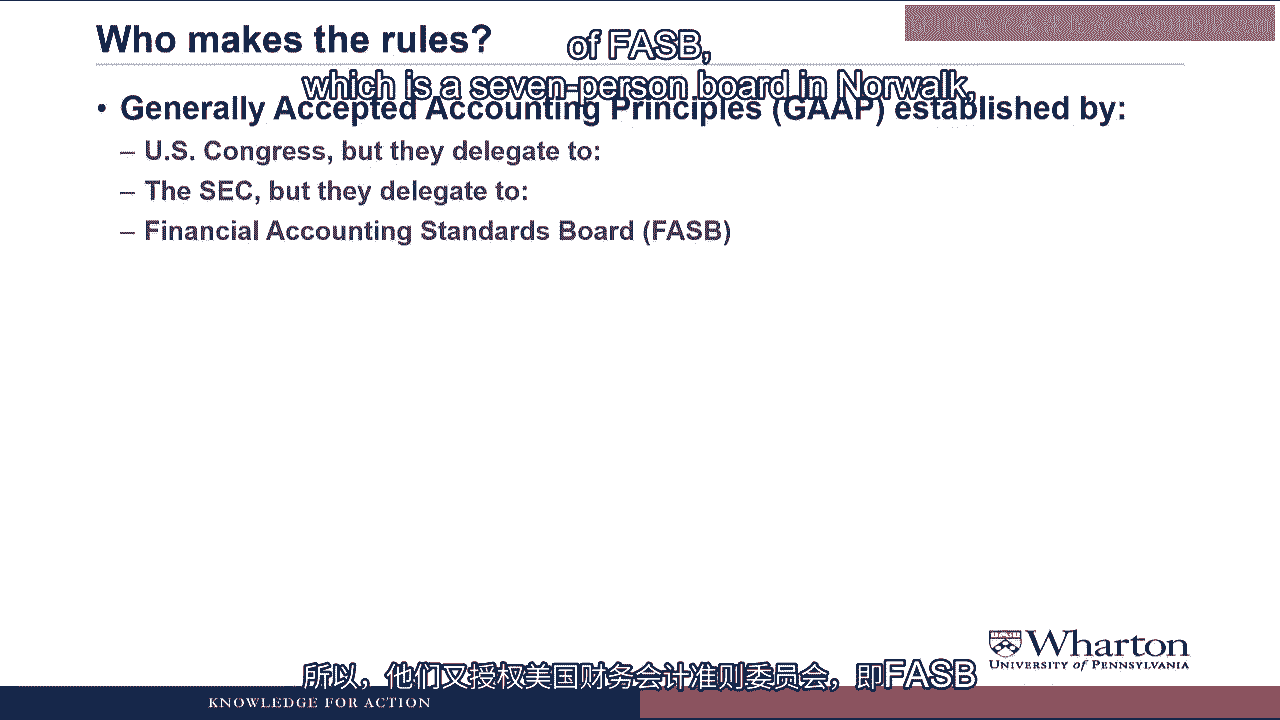 Who makes the rules?
of FASB,
which is a seven-person board in Norwalk,
• Generally Accepted Accounting Principles (GAAP) established by:
– U.S. Congress, but they delegate to:
– The SEC, but they delegate to:
– Financial Accounting Standards Board (FASB)
Wharton
UNIVERSITY of PENNSYLVANIA
所以，他们又授权美国财务会计准则委员会，即FASB
KNOWLEDGE FOR ACTION